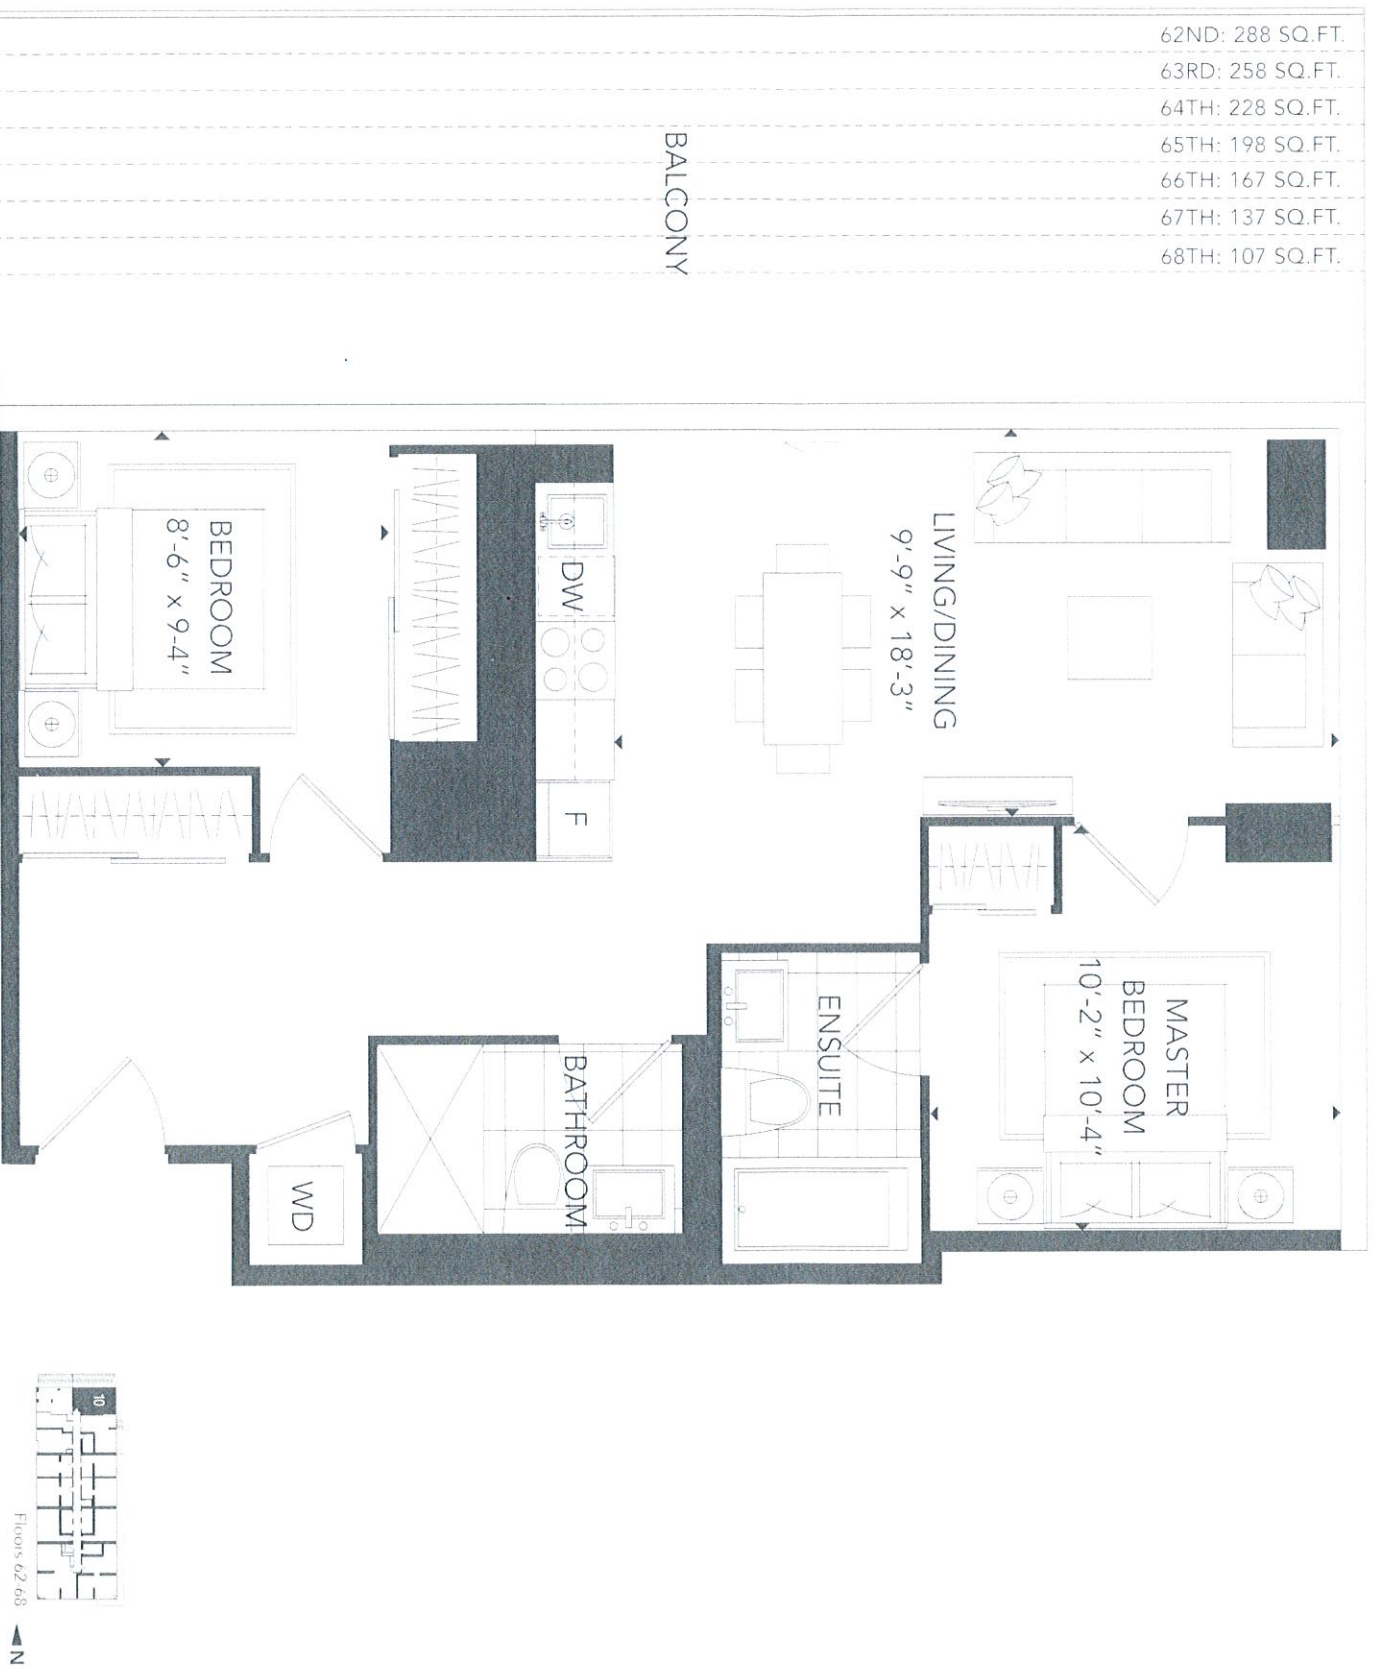 62ND: 288 SQ.FT.
63RD: 258 SQ.FT.
64TH: 228 SQ.FT.
65TH: 198 SQ.FT.
66TH: 167 SQ.FT.
67TH: 137 SQ.FT.
68TH: 107 SQ.FT.
BALCONY
BEDROOM
8'-6" x 9-4"
DW
F
LIVING/DINING
9'-9" x 18'-3"
MASTER
BEDROOM
10'-2" x 10'-4"
ENSUITE
BATHROOM
WD
10
Floors 62-68
N